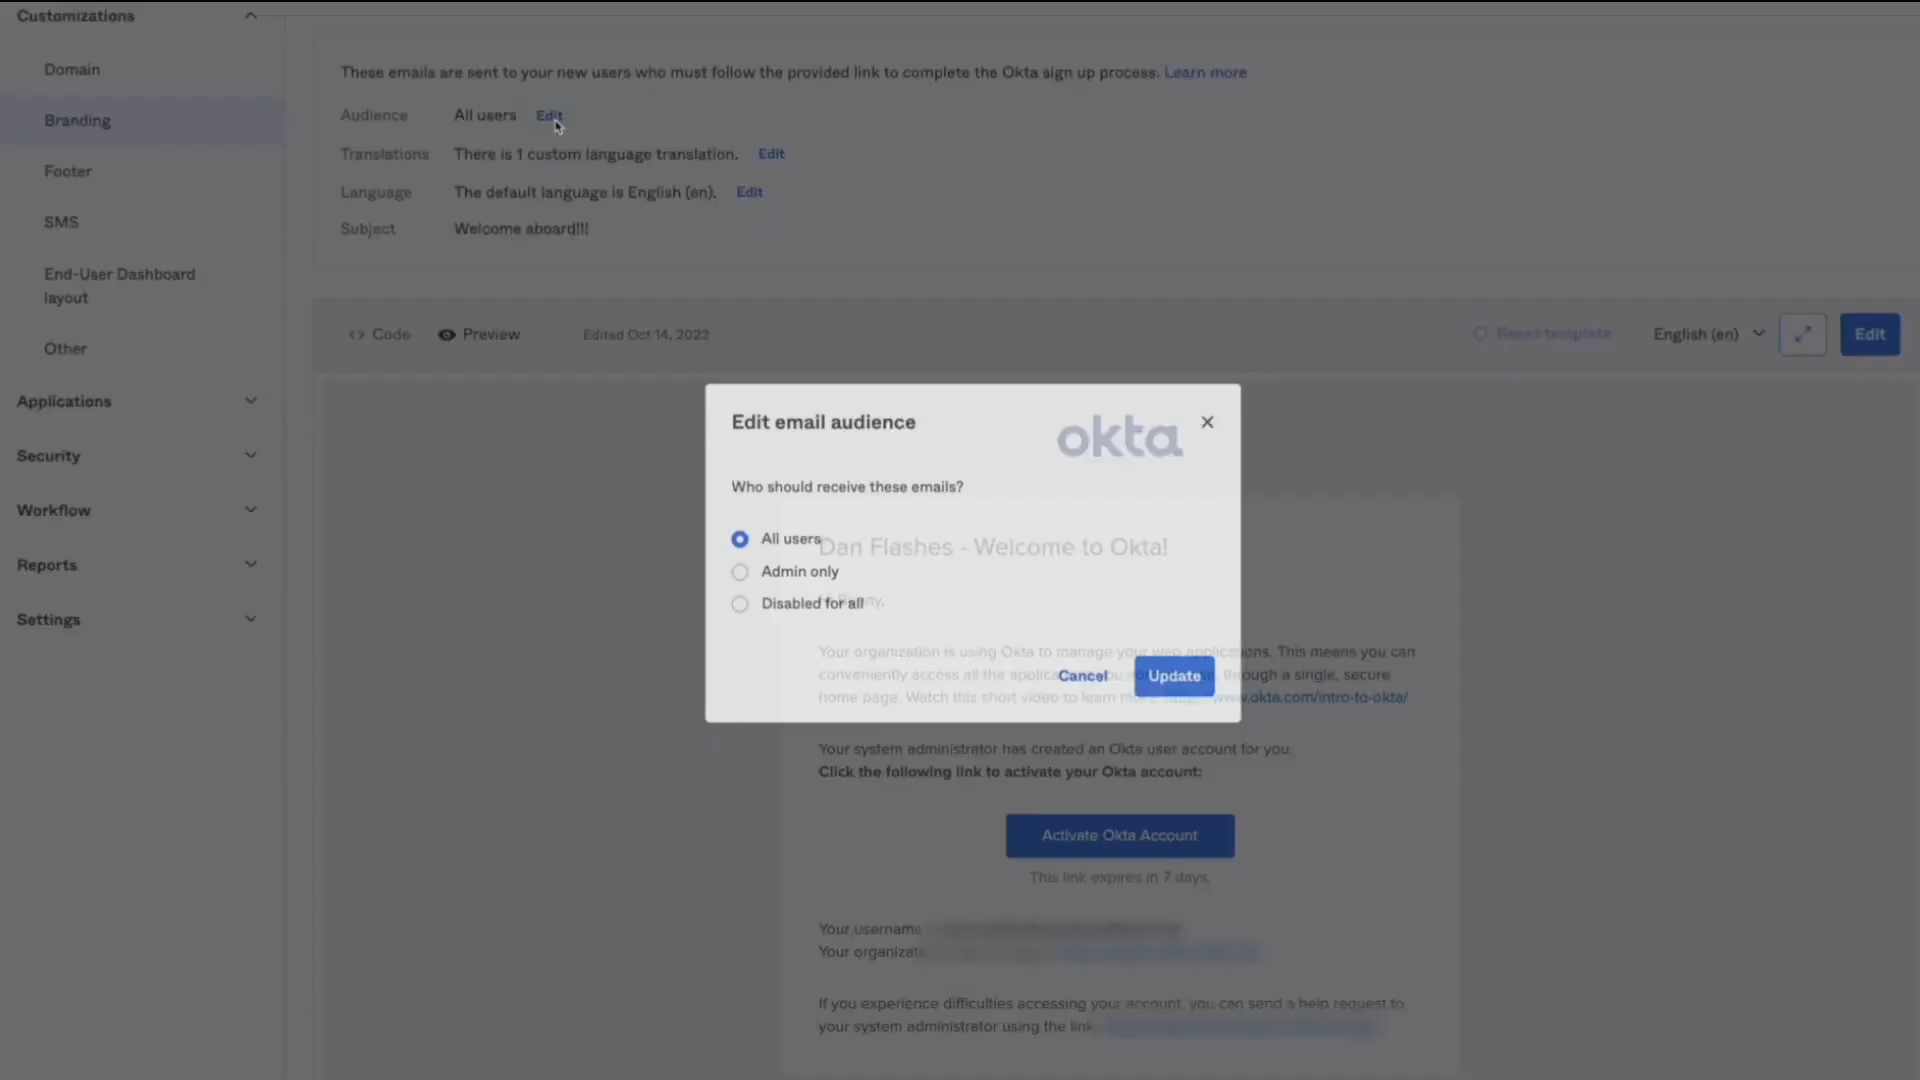 Customizations
Domain
Branding
Footer
SMS
End-User Dashboard
layout
Other
Applications
Security
Workflow
Reports
Settings
These emails are sent to your new users who must follow the provided link to complete the Okta sign up process. Learn more
Audience All users Edit
Translations There is 1 custom language translation. Edit
Language The default language is English (en). Edit
Subject Welcome aboard!!!
<> Code Preview Edited Oct 14, 2022 Reset template English (en) Edit
Edit email audience
okta
Who should receive these emails?
All users
Admin only
Disabled for all
Cancel Update
Dan Flashes - Welcome to Okta!
Your organization is using Okta to manage your web applications. This means you can
conveniently access all the through a single, secure
home page. Watch this short video to learn www.okta.com/intro-to-okta/
Your system administrator has created an Okta user account for you.
Click the following link to activate your Okta account:
Activate Okta Account
This link expires in 7 days.
Your username
Your
If you experience difficulties accessing your account, you can send a help request to
your system administrator using the link